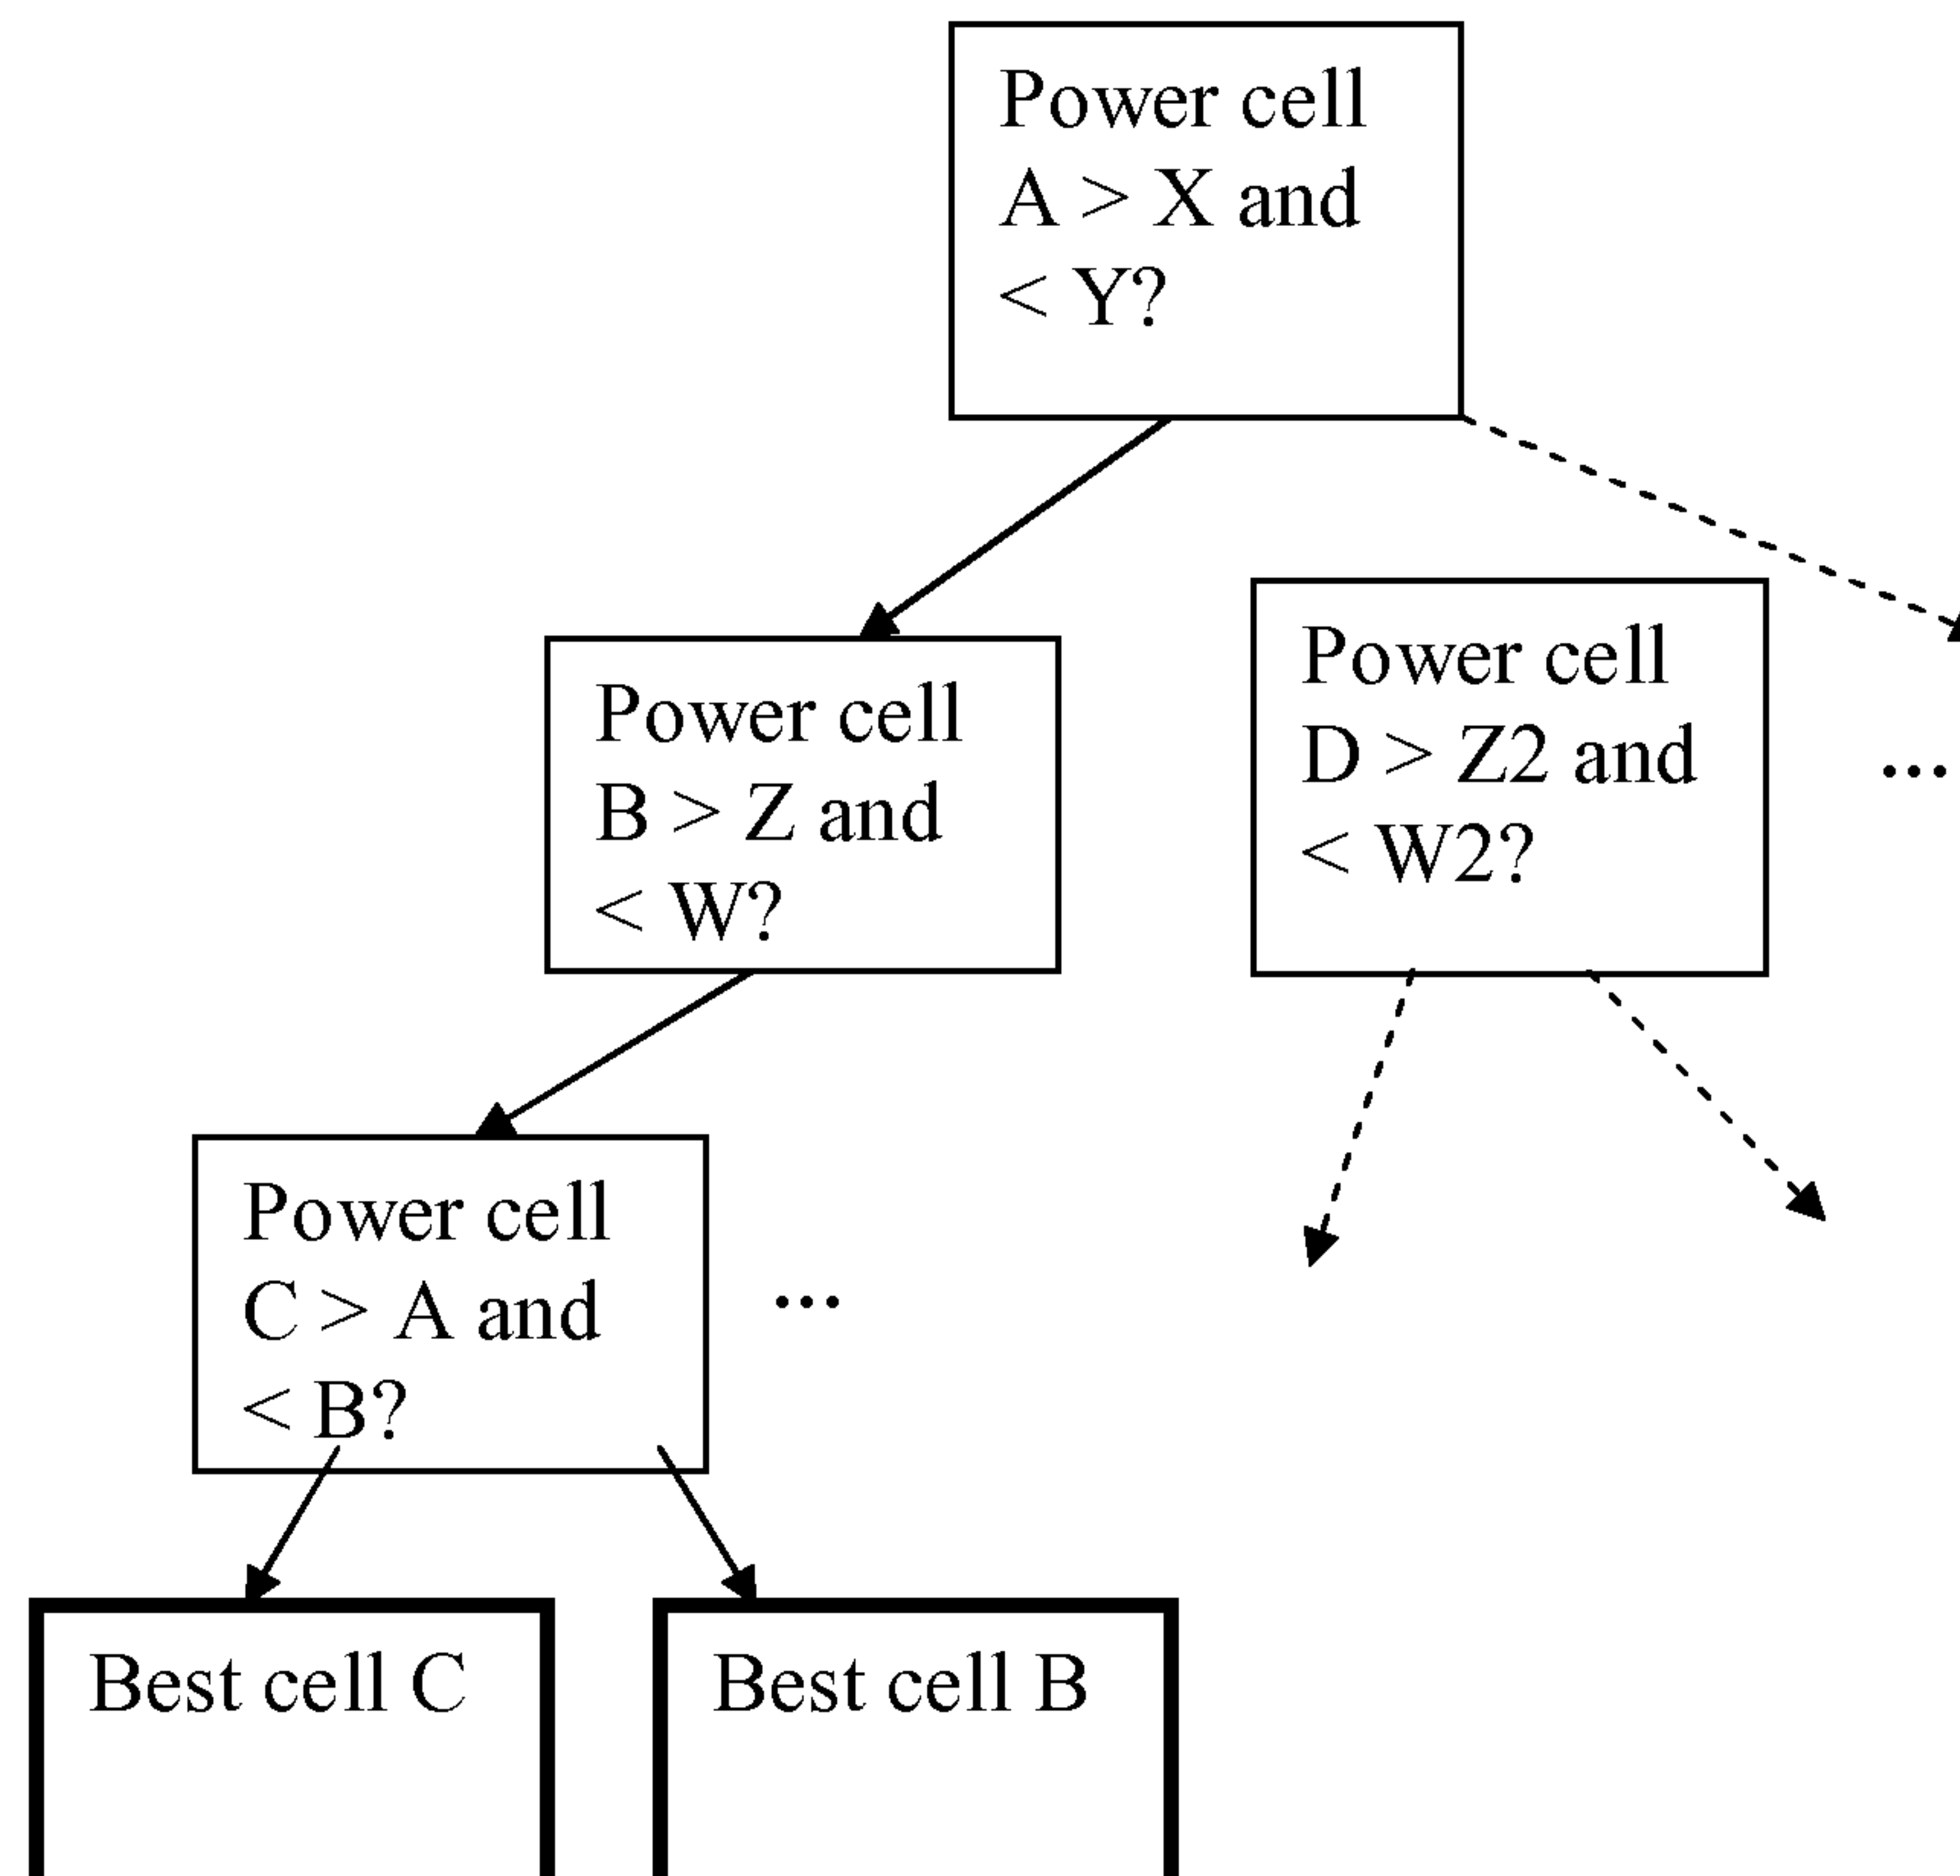 Power cell
A > X and
< Y?
Power cell
B > Z and
< W?
Power cell
D > Z2 and
< W2?
...
Power cell
C > A and
< B?
...
Best cell C
Best cell B